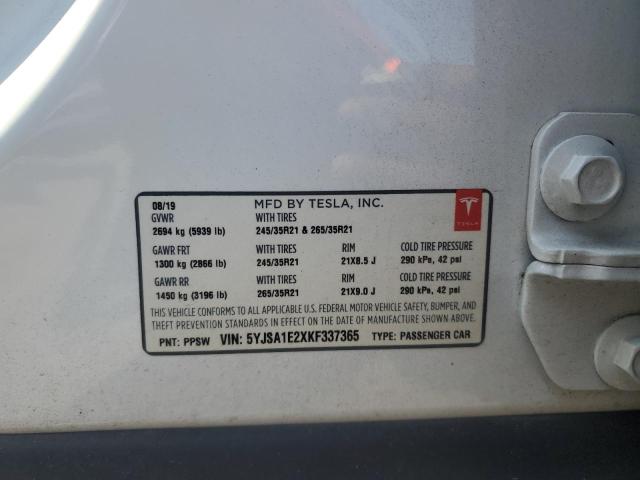 08/19 MFD BY TESLA, INC.
GVWR WITH TIRES
2694 kg (5939 lb) 245/35R21 & 265/35R21
GAWR FRT WITH TIRES RIM COLD TIRE PRESSURE
1300 kg (2866 lb) 245/35R21 21X8.5 J 290 kPa, 42 psi
GAWR RR WITH TIRES RIM COLD TIRE PRESSURE
1450 kg (3196 lb) 265/35R21 21X9.0 J 290 kPa, 42 psi
THIS VEHICLE CONFORMS TO ALL APPLICABLE U.S. FEDERAL MOTOR VEHICLE SAFETY, BUMPER, AND
THEFT PREVENTION STANDARDS IN EFFECT ON THE DATE OF MANUFACTURE SHOWN ABOVE.
PNT: PPSW VIN: 5YJSA1E2XKF337365 TYPE: PASSENGER CAR
TESLA